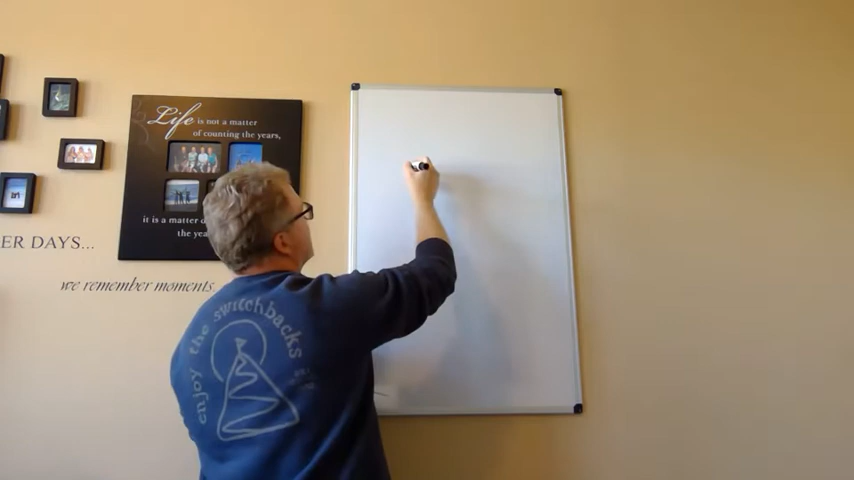 Life is not a matter
of counting the years,
it is a matter
the yea
ER DAYS...
we remember moments.
enjoy the switchbacks